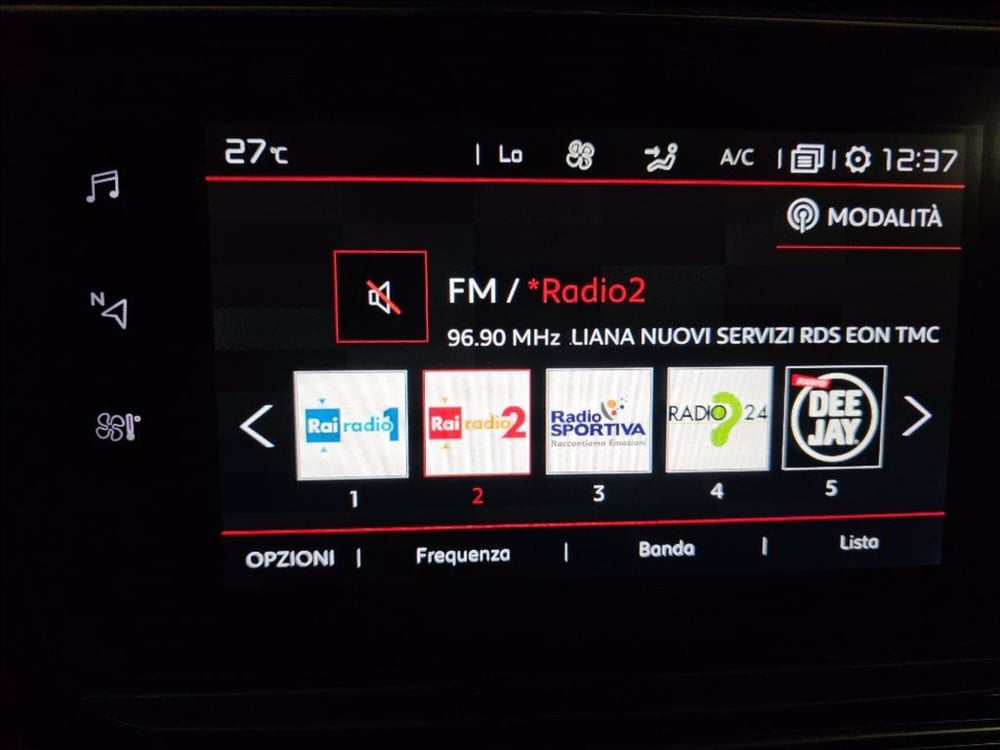 27°C | Lo A/C | | 12:37
MODALITÀ
N
FM / *Radio2
96.90 MHz .LIANA NUOVI SERVIZI RDS EON TMC
Rai radio1
Rai radio2
Radio
SPORTIVA
Raccontiamo Emozioni
RADIO 24
RADIO
DEE
JAY
1 2 3 4 5
OPZIONI | Frequenza | Banda | Lista